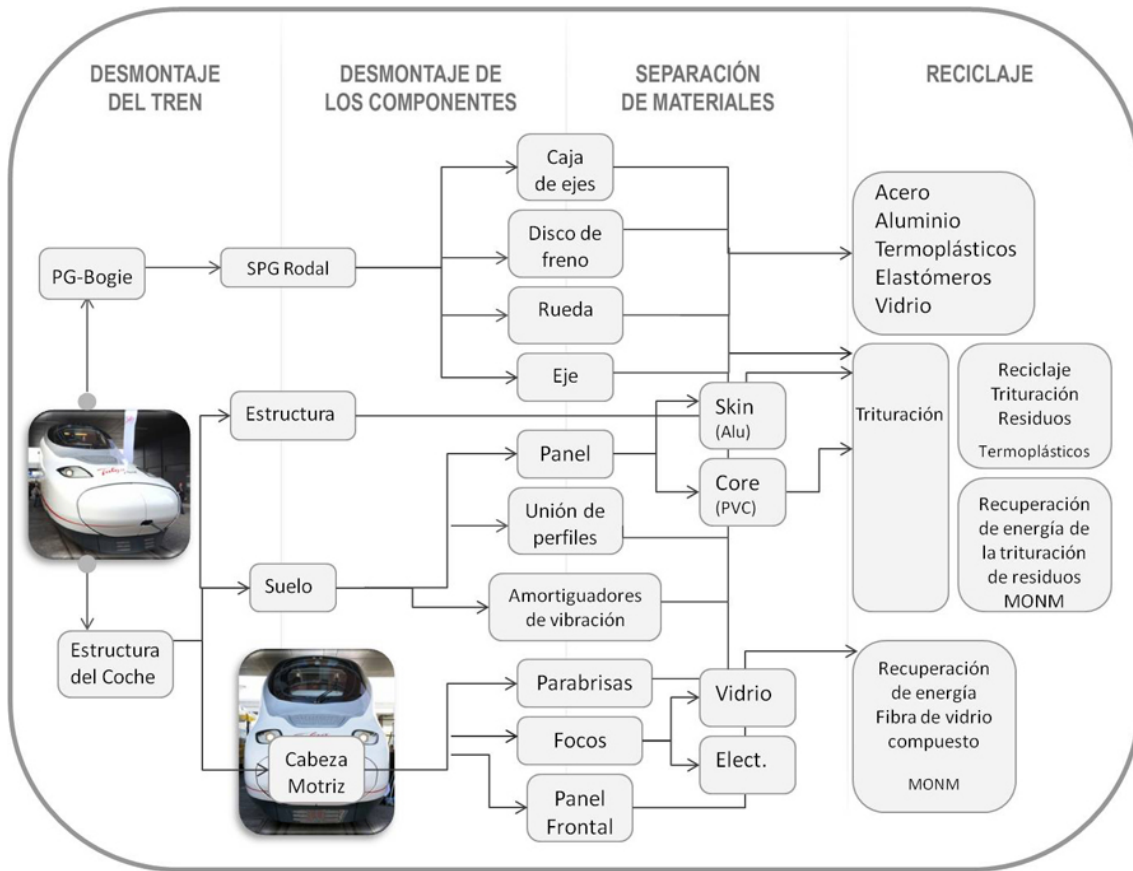 DESMONTAJE
DEL TREN
DESMONTAJE DE
LOS COMPONENTES
SEPARACIÓN
DE MATERIALES
RECICLAJE
Caja
de ejes
Disco de
freno
PG-Bogie
SPG Rodal
Rueda
Eje
Acero
Aluminio
Termoplásticos
Elastómeros
Vidrio
Estructura
Panel
Unión de
perfiles
Skin
(Alu)
Core
(PVC)
Trituración
Reciclaje
Trituración
Residuos
Termoplásticos
Recuperación
de energía de
la trituración
de residuos
MONM
Suelo
Amortiguadores
de vibración
Estructura
del Coche
Cabeza
Motriz
Parabrisas
Focos
Panel
Frontal
Vidrio
Elect.
Recuperación
de energía
Fibra de vidrio
compuesto
MONM